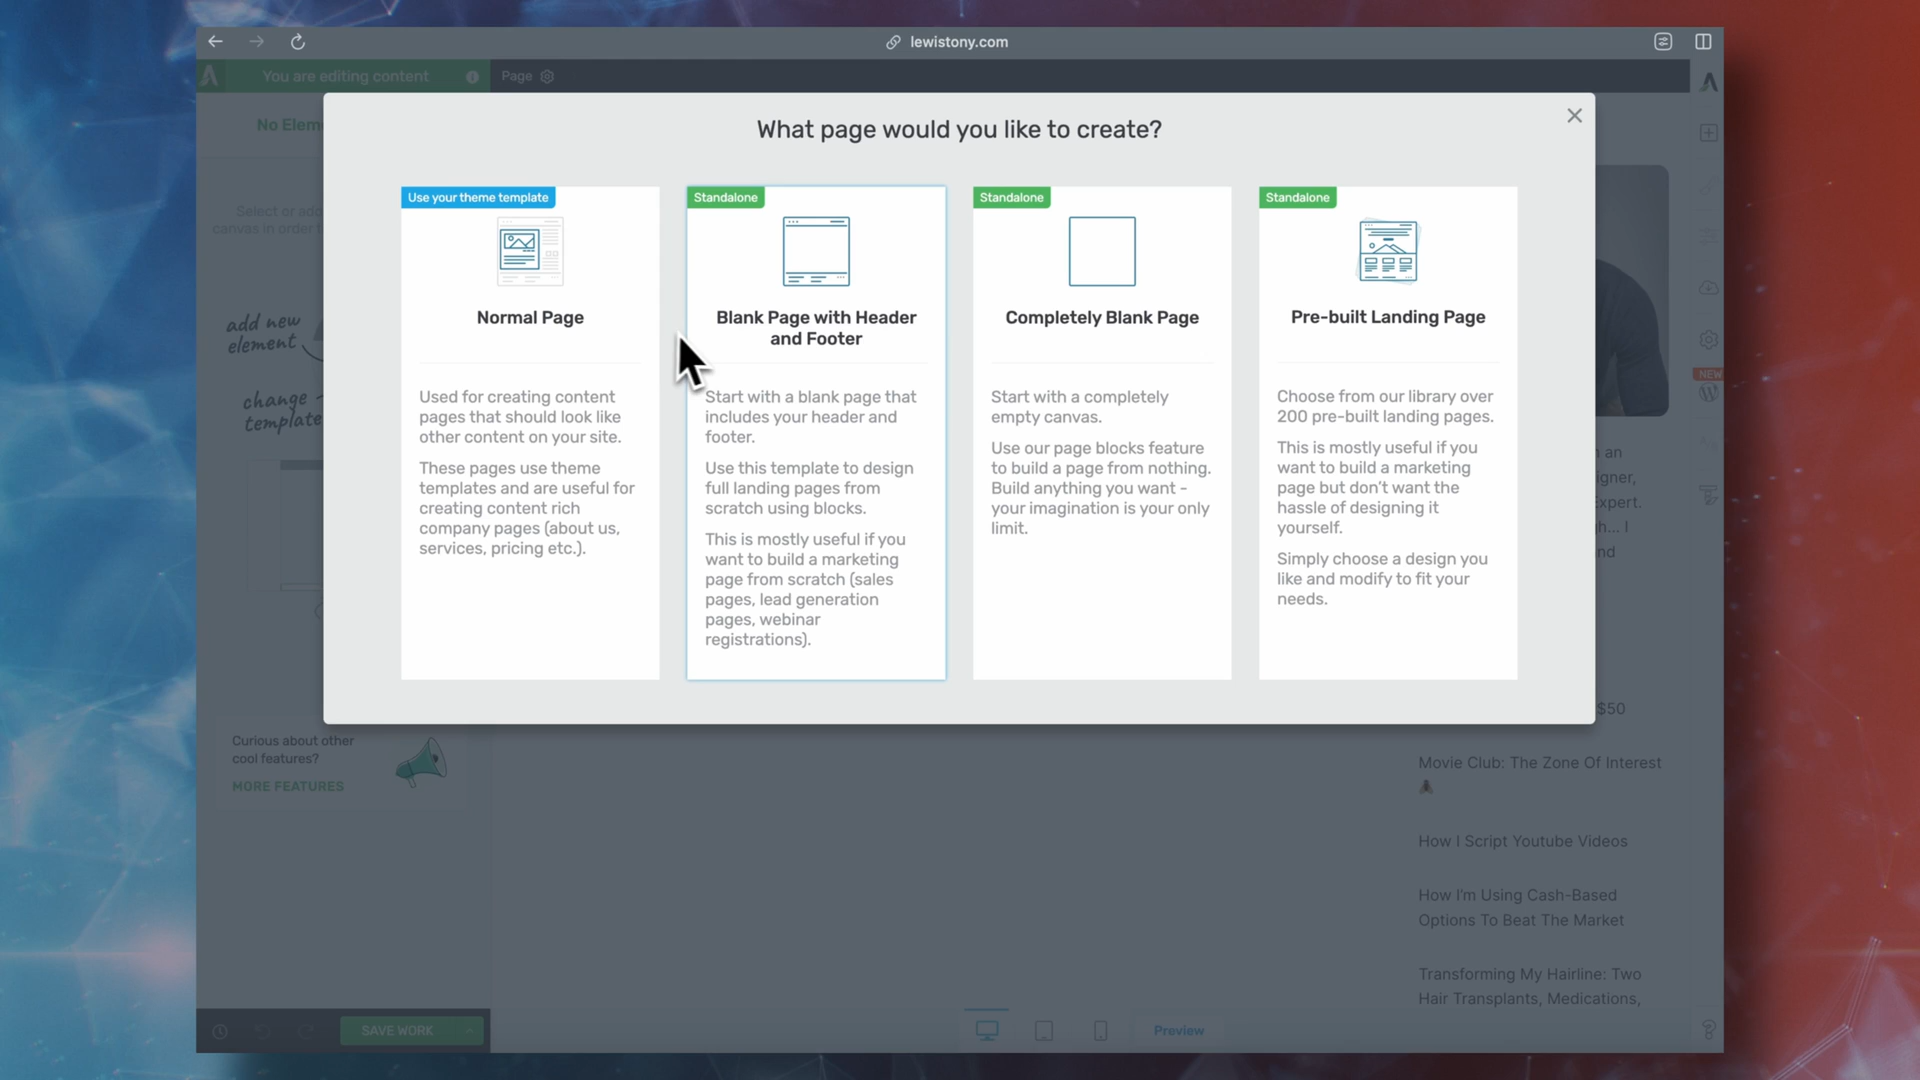 lewistony.com
You are editing content
Page
No Elem
Select or add
canvas in order
add new
element
change
template
What page would you like to create?
Use your theme template
Normal Page
Used for creating content
pages that should look like
other content on your site.
These pages use theme
templates and are useful for
creating content rich
company pages (about us,
services, pricing etc.).
Standalone
Blank Page with Header
and Footer
Start with a blank page that
includes your header and
footer.
Use this template to design
full landing pages from
scratch using blocks.
This is mostly useful if you
want to build a marketing
page from scratch (sales
pages, lead generation
pages, webinar
registrations).
Standalone
Completely Blank Page
Start with a completely
empty canvas.
Use our page blocks feature
to build a page from nothing.
Build anything you want -
your imagination is your only
limit.
Standalone
Pre-built Landing Page
Choose from our library over
200 pre-built landing pages.
This is mostly useful if you
want to build a marketing
page but don't want the
hassle of designing it
yourself.
Simply choose a design you
like and modify to fit your
needs.
NEW
an
igner,
Expert.
h... I
nd
$50
Movie Club: The Zone Of Interest
How I Script Youtube Videos
How I'm Using Cash-Based
Options To Beat The Market
Transforming My Hairline: Two
Hair Transplants, Medications,
Curious about other
cool features?
MORE FEATURES
SAVE WORK
Preview